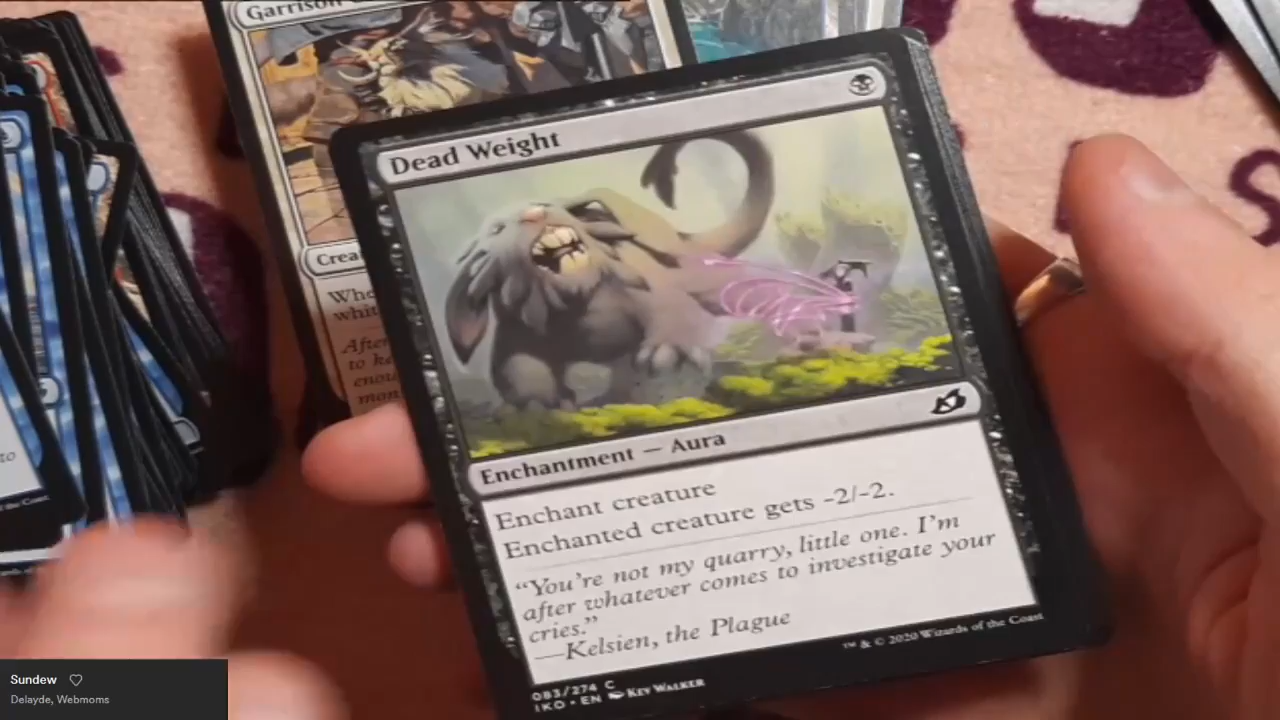 Garrison
Dead Weight
Enchantment — Aura
Enchant creature
Enchanted creature gets -2/-2.
“You’re not my quarry, little one. I’m
after whatever comes to investigate your
cries.”
—Kelsien, the Plague
083/274 C
IKO • EN Kev Walker
™ & © 2020 Wizards of the Coast
After
to
Sundew
Delayde, Webmoms